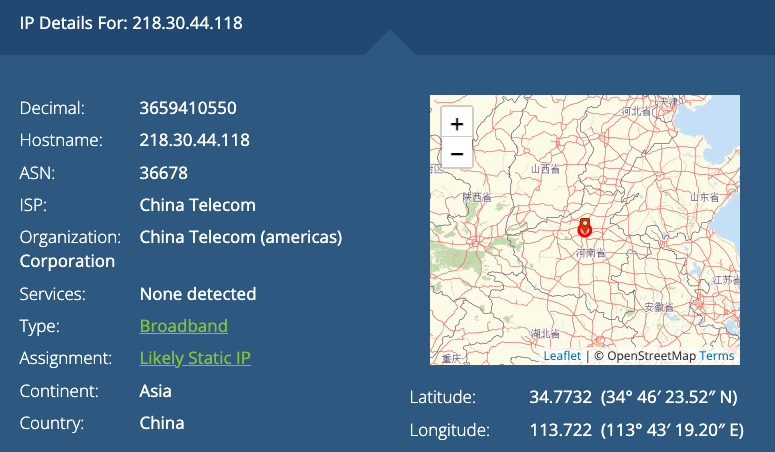 IP Details For: 218.30.44.118
Decimal: 3659410550
Hostname: 218.30.44.118
ASN: 36678
ISP: China Telecom
Organization: China Telecom (americas)
Corporation
Services: None detected
Type: Broadband
Assignment: Likely Static IP
Continent: Asia
Country: China
+
−
天津
河北省
山西省
陕西省
山东省
河南省
江苏省
安徽省
湖北省
重庆
Leaflet | © OpenStreetMap Terms
Latitude: 34.7732 (34° 46′ 23.52″ N)
Longitude: 113.722 (113° 43′ 19.20″ E)